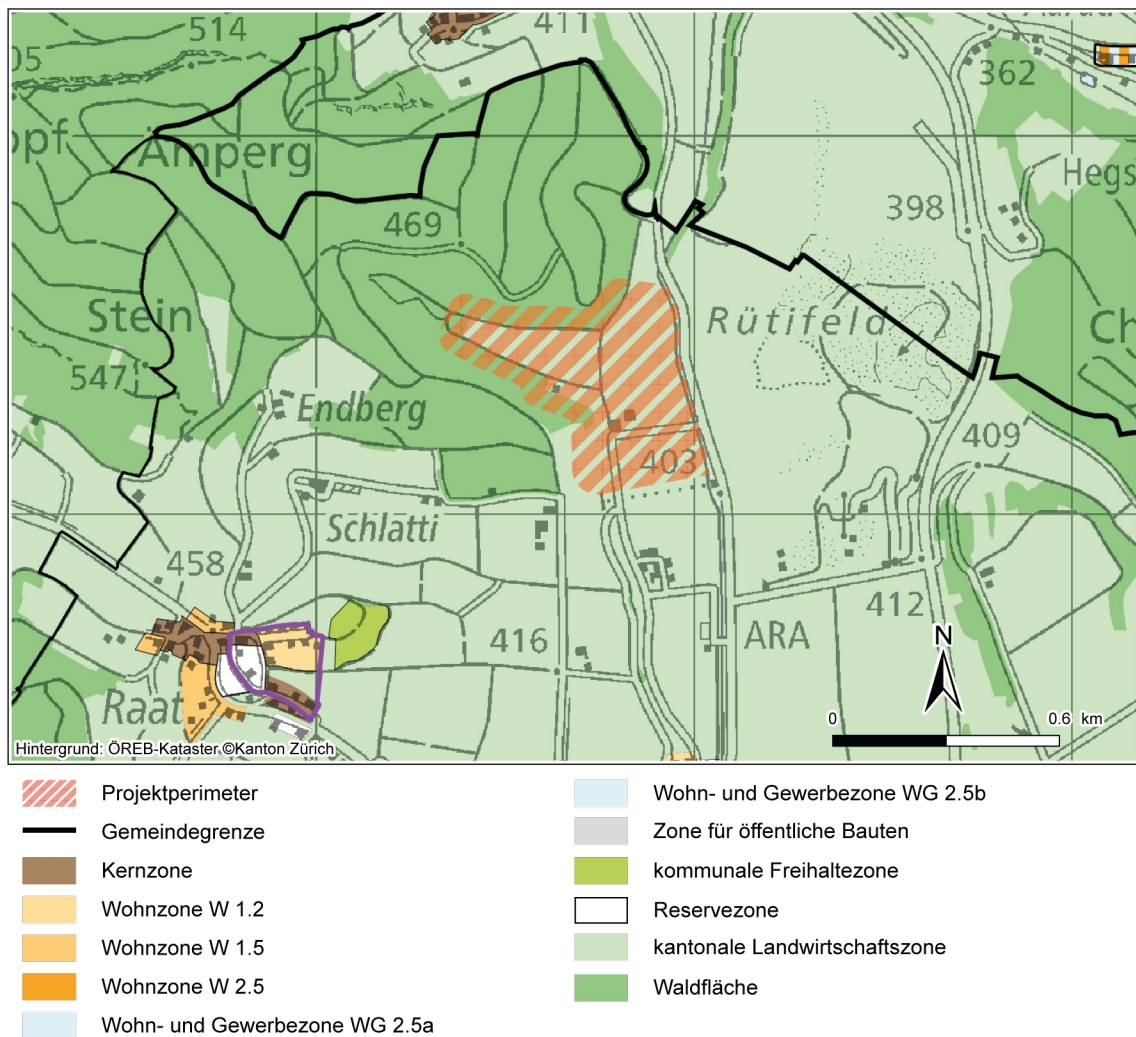 514
411
05
362
opf
Ämperg
Hegs
469
398
Stein
Rütifeld
Ch
547
Endberg
409
403
Schlatti
458
412
416
ARA
N
Raat
0 0.6 km
Hintergrund: ÖREB-Kataster ©Kanton Zürich
Projektperimeter
Gemeindegrenze
Kernzone
Wohnzone W 1.2
Wohnzone W 1.5
Wohnzone W 2.5
Wohn- und Gewerbezone WG 2.5a
Wohn- und Gewerbezone WG 2.5b
Zone für öffentliche Bauten
kommunale Freihaltezone
Reservezone
kantonale Landwirtschaftszone
Waldfläche